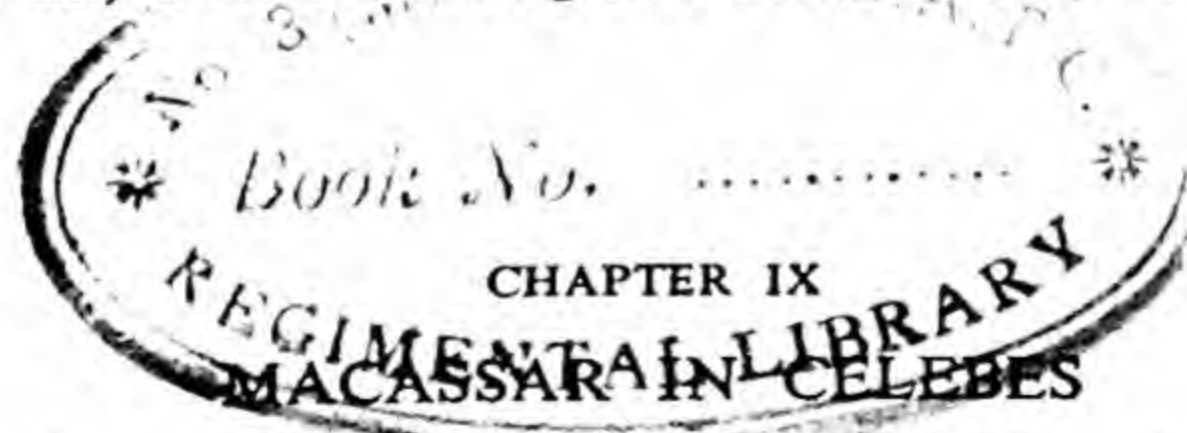 Book No. ..............
CHAPTER IX
REGIMENTAL LIBRARY
MACASSAR IN CELEBES